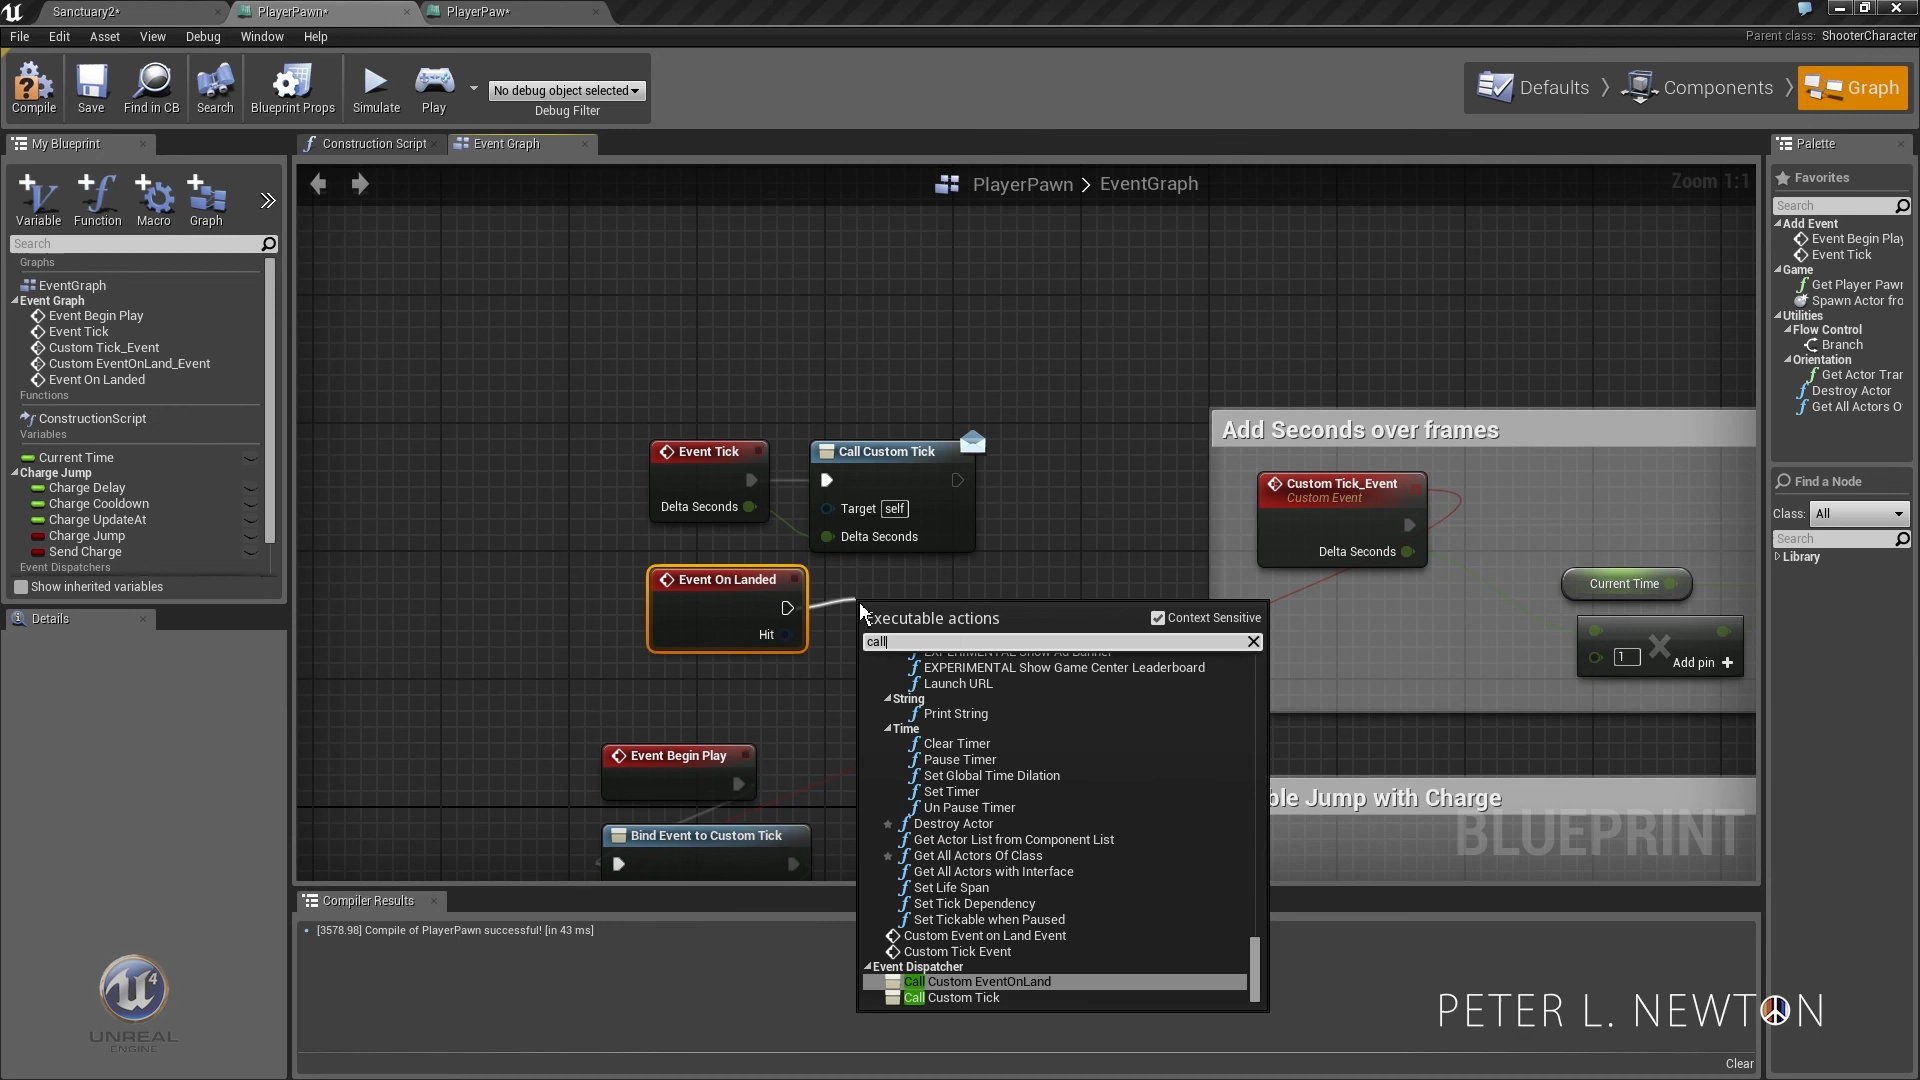 Sanctuary2*
PlayerPawn*
PlayerPaw*
File Edit Asset View Debug Window Help
Parent class: ShooterCharacter
Compile
Save
Find in CB
Search
Blueprint Props
Simulate
Play
No debug object selected
Debug Filter
Defaults
Components
Graph
My Blueprint
Variable
Function
Macro
Graph
Search
Graphs
EventGraph
Event Graph
Event Begin Play
Event Tick
Custom Tick_Event
Custom EventOnLand_Event
Event On Landed
Functions
ConstructionScript
Variables
Current Time
Charge Jump
Charge Delay
Charge Cooldown
Charge UpdateAt
Charge Jump
Send Charge
Event Dispatchers
Show inherited variables
Details
UNREAL
ENGINE
Construction Script
Event Graph
PlayerPawn > EventGraph
Zoom 1:1
Event Tick
Delta Seconds
Call Custom Tick
Target self
Delta Seconds
Event On Landed
Hit
Event Begin Play
Bind Event to Custom Tick
Add Seconds over frames
Custom Tick_Event
Custom Event
Delta Seconds
Current Time
1
Add pin
ble Jump with Charge
BLUEPRINT
Executable actions
Context Sensitive
call
EXPERIMENTAL Show Ad Banner
EXPERIMENTAL Show Game Center Leaderboard
Launch URL
String
Print String
Time
Clear Timer
Pause Timer
Set Global Time Dilation
Set Timer
Un Pause Timer
Destroy Actor
Get Actor List from Component List
Get All Actors Of Class
Get All Actors with Interface
Set Life Span
Set Tick Dependency
Set Tickable when Paused
Custom Event on Land Event
Custom Tick Event
Event Dispatcher
Call Custom EventOnLand
Call Custom Tick
Compiler Results
[3578.98] Compile of PlayerPawn successful! [in 43 ms]
Clear
PETER L. NEWTON
Palette
Favorites
Search
Add Event
Event Begin Play
Event Tick
Game
Get Player Pawn
Spawn Actor fro
Utilities
Flow Control
Branch
Orientation
Get Actor Tran
Destroy Actor
Get All Actors O
Find a Node
Class: All
Search
Library